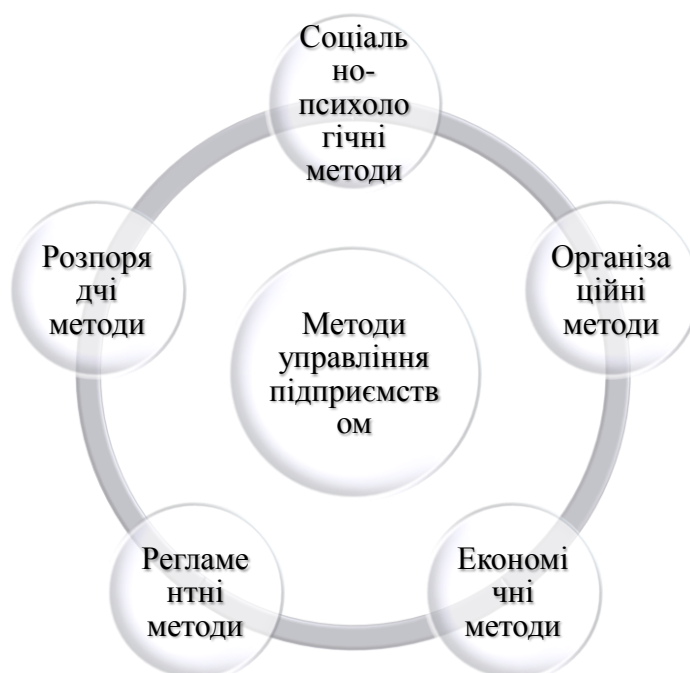 Соціаль
но-
психоло
гічні
методи
Організа
ційні
методи
Економі
чні
методи
Регламе
нтні
методи
Розпоря
дчі
методи
Методи
управління
підприємств
ом